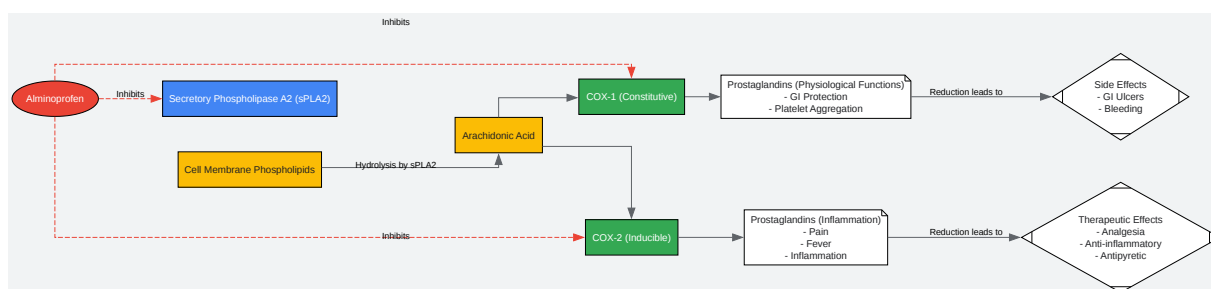 Inhibits
Alminoprofen
Inhibits
Secretory Phospholipase A2 (sPLA2)
Cell Membrane Phospholipids
Hydrolysis by sPLA2
Arachidonic Acid
COX-1 (Constitutive)
Prostaglandins (Physiological Functions)
- GI Protection
- Platelet Aggregation
Reduction leads to
Side Effects
- GI Ulcers
- Bleeding
Inhibits
COX-2 (Inducible)
Prostaglandins (Inflammation)
- Pain
- Fever
- Inflammation
Reduction leads to
Therapeutic Effects
- Analgesia
- Anti-inflammatory
- Antipyretic